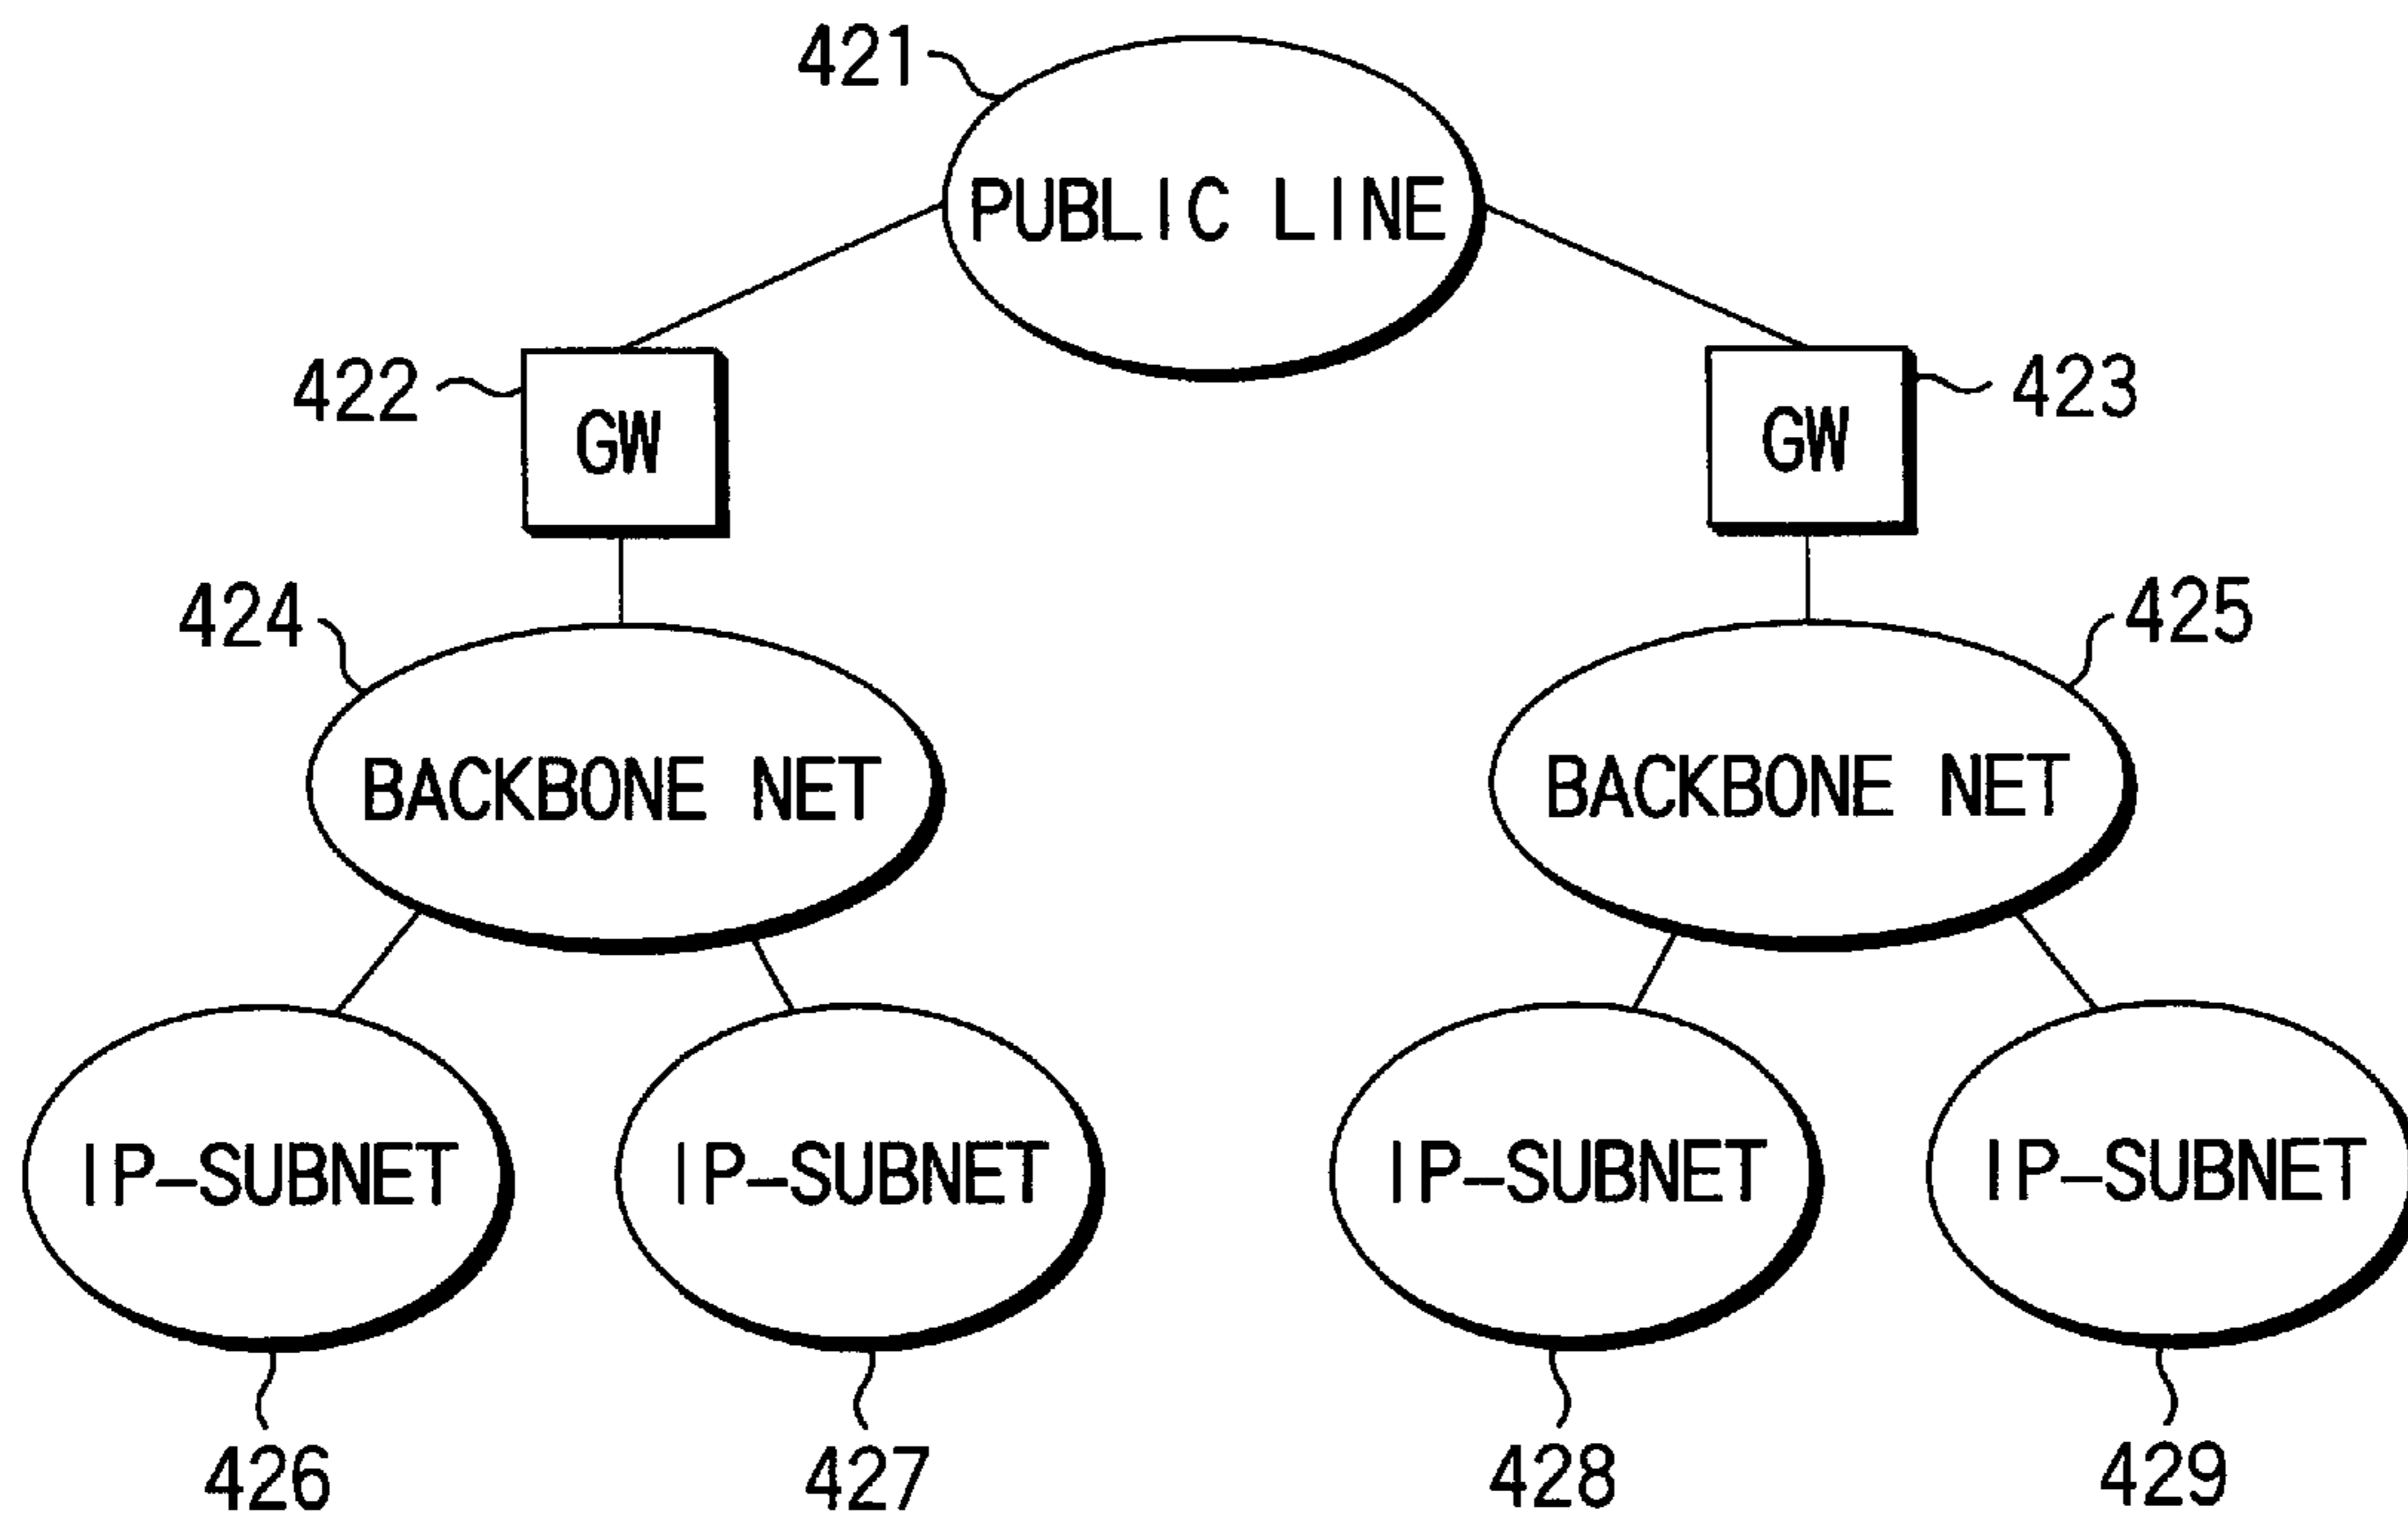 421
PUBLIC LINE
422
GW
GW
423
424
425
BACKBONE NET
BACKBONE NET
IP-SUBNET
IP-SUBNET
IP-SUBNET
IP-SUBNET
426
427
428
429